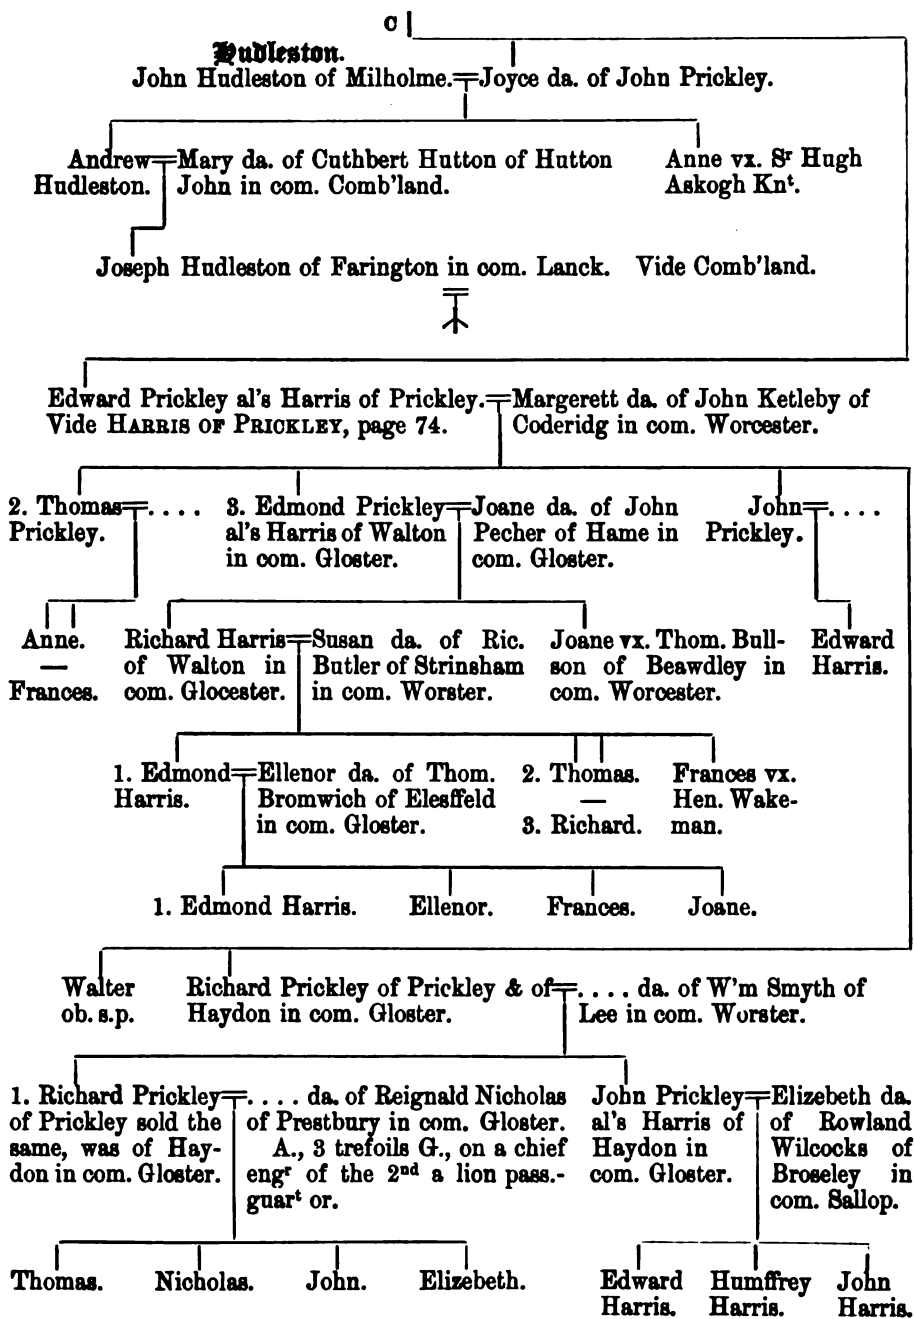 C
Hudleston.
John Hudleston of Milholme.=Joyce da. of John Prickley.
Andrew=Mary da. of Cuthbert Hutton of Hutton
Hudleston. John in com. Comb'land.
Anne vx. Sʳ Hugh
Askogh Knᵗ.
Joseph Hudleston of Farington in com. Lanck. Vide Comb'land.
Edward Prickley al's Harris of Prickley.=Margerett da. of John Ketleby of
Vide HARRIS OF PRICKLEY, page 74. Coderidg in com. Worcester.
2. Thomas=. . . .
Prickley.
3. Edmond Prickley=Joane da. of John
al's Harris of Walton Pecher of Hame in
in com. Gloster. com. Gloster.
John=. . . .
Prickley.
Anne.
—
Frances.
Richard Harris=Susan da. of Ric.
of Walton in Butler of Strinsham
com. Glocester. in com. Worster.
Joane vx. Thom. Bull-
son of Beawdley in
com. Worcester.
Edward
Harris.
1. Edmond=Ellenor da. of Thom.
Harris. Bromwich of Elesffeld
in com. Gloster.
2. Thomas.
—
3. Richard.
Frances vx.
Hen. Wake-
man.
1. Edmond Harris. Ellenor. Frances. Joane.
Walter
ob. s.p.
Richard Prickley of Prickley & of=. . . . da. of W'm Smyth of
Haydon in com. Gloster. Lee in com. Worster.
1. Richard Prickley=. . . . da. of Reignald Nicholas
of Prickley sold the of Prestbury in com. Gloster.
same, was of Hay- A., 3 trefoils G., on a chief
don in com. Gloster. engʳ of the 2ⁿᵈ a lion pass.-
guarᵗ or.
John Prickley=Elizebeth da.
al's Harris of of Rowland
Haydon in Wilcocks of
com. Gloster. Broseley in
com. Sallop.
Thomas. Nicholas. John. Elizebeth.
Edward Humffrey John
Harris. Harris. Harris.